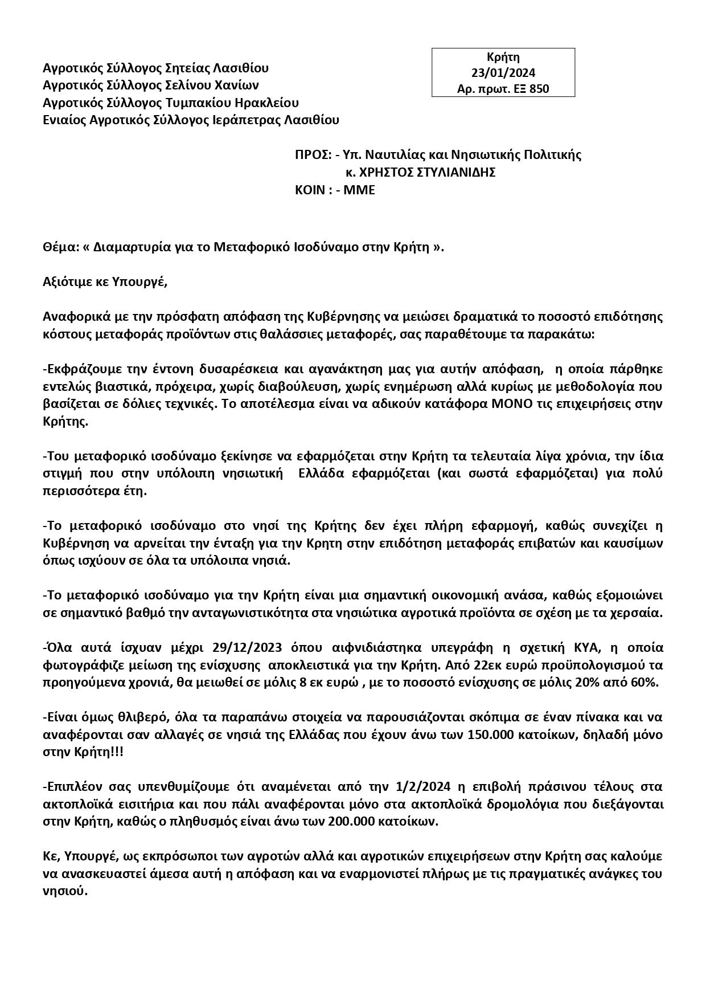 Αγροτικός Σύλλογος Σητείας Λασιθίου
Αγροτικός Σύλλογος Σελίνου Χανίων
Αγροτικός Σύλλογος Τυμπακίου Ηρακλείου
Ενιαίος Αγροτικός Σύλλογος Ιεράπετρας Λασιθίου
Κρήτη
23/01/2024
Αρ. πρωτ. ΕΞ 850
ΠΡΟΣ: - Υπ. Ναυτιλίας και Νησιωτικής Πολιτικής
κ. ΧΡΗΣΤΟΣ ΣΤΥΛΙΑΝΙΔΗΣ
ΚΟΙΝ : - ΜΜΕ
Θέμα: « Διαμαρτυρία για το Μεταφορικό Ισοδύναμο στην Κρήτη ».
Αξιότιμε κε Υπουργέ,
Αναφορικά με την πρόσφατη απόφαση της Κυβέρνησης να μειώσει δραματικά το ποσοστό επιδότησης
κόστους μεταφοράς προϊόντων στις θαλάσσιες μεταφορές, σας παραθέτουμε τα παρακάτω:
-Εκφράζουμε την έντονη δυσαρέσκεια και αγανάκτηση μας για αυτήν απόφαση,  η οποία πάρθηκε
εντελώς βιαστικά, πρόχειρα, χωρίς διαβούλευση, χωρίς ενημέρωση αλλά κυρίως με μεθοδολογία που
βασίζεται σε δόλιες τεχνικές. Το αποτέλεσμα είναι να αδικούν κατάφορα ΜΟΝΟ τις επιχειρήσεις στην
Κρήτης.
-Του μεταφορικό ισοδύναμο ξεκίνησε να εφαρμόζεται στην Κρήτη τα τελευταία λίγα χρόνια, την ίδια
στιγμή που στην υπόλοιπη νησιωτική  Ελλάδα εφαρμόζεται (και σωστά εφαρμόζεται) για πολύ
περισσότερα έτη.
-Το μεταφορικό ισοδύναμο στο νησί της Κρήτης δεν έχει πλήρη εφαρμογή, καθώς συνεχίζει η
Κυβέρνηση να αρνείται την ένταξη για την Κρητη στην επιδότηση μεταφοράς επιβατών και καυσίμων
όπως ισχύουν σε όλα τα υπόλοιπα νησιά.
-Το μεταφορικό ισοδύναμο για την Κρήτη είναι μια σημαντική οικονομική ανάσα, καθώς εξομοιώνει
σε σημαντικό βαθμό την ανταγωνιστικότητα στα νησιώτικα αγροτικά προϊόντα σε σχέση με τα χερσαία.
-Όλα αυτά ίσχυαν μέχρι 29/12/2023 όπου αιφνιδιάστηκα υπεγράφη η σχετική ΚΥΑ, η οποία
φωτογράφιζε μείωση της ενίσχυσης  αποκλειστικά για την Κρήτη. Από 22εκ ευρώ προϋπολογισμού τα
προηγούμενα χρονιά, θα μειωθεί σε μόλις 8 εκ ευρώ , με το ποσοστό ενίσχυσης σε μόλις 20% από 60%.
-Είναι όμως θλιβερό, όλα τα παραπάνω στοιχεία να παρουσιάζονται σκόπιμα σε έναν πίνακα και να
αναφέρονται σαν αλλαγές σε νησιά της Ελλάδας που έχουν άνω των 150.000 κατοίκων, δηλαδή μόνο
στην Κρήτη!!!
-Επιπλέον σας υπενθυμίζουμε ότι αναμένεται από την 1/2/2024 η επιβολή πράσινου τέλους στα
ακτοπλοϊκά εισιτήρια και που πάλι αναφέρονται μόνο στα ακτοπλοϊκά δρομολόγια που διεξάγονται
στην Κρήτη, καθώς ο πληθυσμός είναι άνω των 200.000 κατοίκων.
Κε, Υπουργέ, ως εκπρόσωποι των αγροτών αλλά και αγροτικών επιχειρήσεων στην Κρήτη σας καλούμε
να ανασκευαστεί άμεσα αυτή η απόφαση και να εναρμονιστεί πλήρως με τις πραγματικές ανάγκες του
νησιού.